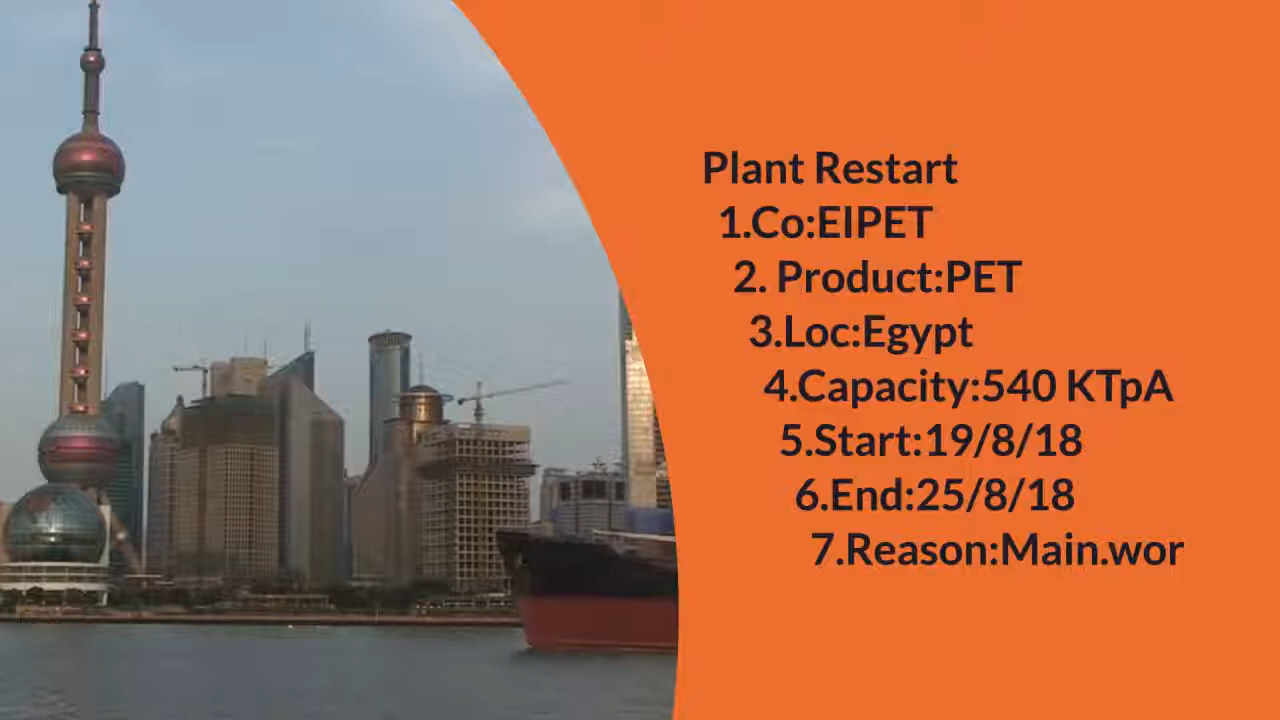 Plant Restart
1.Co:EIPET
2. Product:PET
3.Loc:Egypt
4.Capacity:540 KTpA
5.Start:19/8/18
6.End:25/8/18
7.Reason:Main.wor